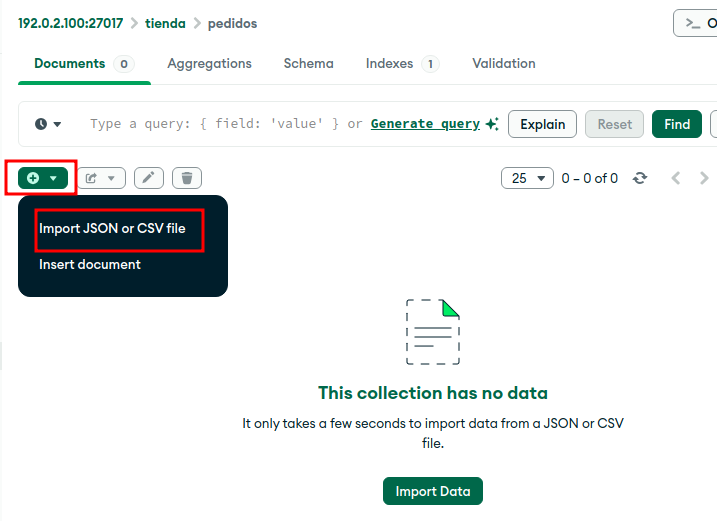 192.0.2.100:27017 > tienda > pedidos
>_ O
Documents 0 Aggregations Schema Indexes 1 Validation
Type a query: { field: 'value' } or Generate query Explain Reset Find
25 0 – 0 of 0
Import JSON or CSV file
Insert document
This collection has no data
It only takes a few seconds to import data from a JSON or CSV
file.
Import Data